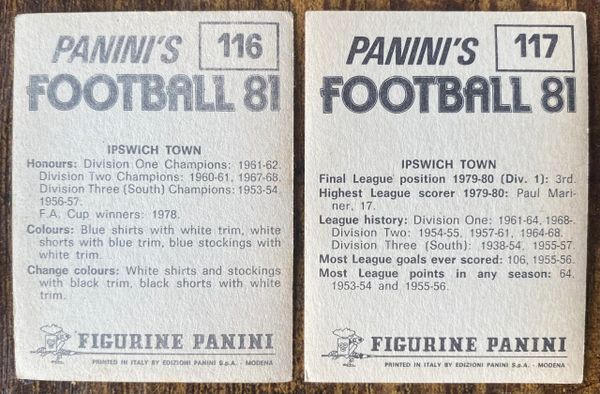 PANINI'S 116
FOOTBALL 81
IPSWICH TOWN
Honours: Division One Champions: 1961-62.
Division Two Champions: 1960-61, 1967-68.
Division Three (South) Champions: 1953-54,
1956-57.
F.A. Cup winners: 1978.
Colours: Blue shirts with white trim, white
shorts with blue trim, blue stockings with
white trim.
Change colours: White shirts and stockings
with black trim, black shorts with white
trim.
FIGURINE PANINI
PRINTED IN ITALY BY EDIZIONI PANINI S.p.A. - MODENA
PANINI'S 117
FOOTBALL 81
IPSWICH TOWN
Final League position 1979-80 (Div. 1): 3rd.
Highest League scorer 1979-80: Paul Mari-
ner, 17.
League history: Division One: 1961-64, 1968-.
Division Two: 1954-55, 1957-61, 1964-68.
Division Three (South): 1938-54, 1955-57.
Most League goals ever scored: 106, 1955-56.
Most League points in any season: 64.
1953-54 and 1955-56.
FIGURINE PANINI
PRINTED IN ITALY BY EDIZIONI PANINI S.p.A. - MODENA